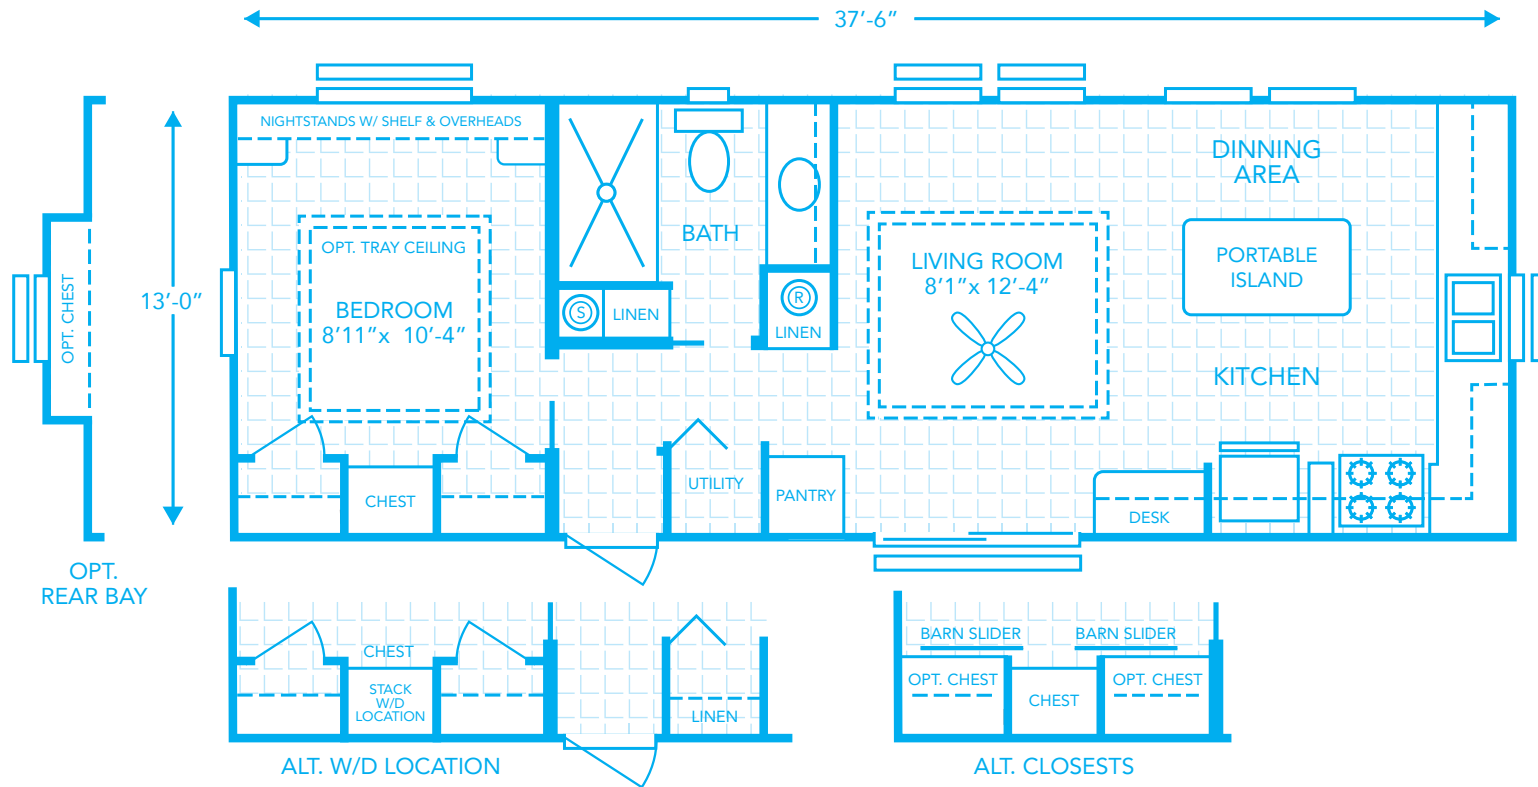 37’-6”
NIGHTSTANDS W/ SHELF & OVERHEADS
13’-0”
OPT. CHEST
OPT. TRAY CEILING
BEDROOM
8’11”x 10’-4”
CHEST
BATH
S
LINEN
R
LINEN
UTILITY
PANTRY
LIVING ROOM
8’1”x 12’-4”
DINNING
AREA
PORTABLE
ISLAND
KITCHEN
DESK
OPT.
REAR BAY
CHEST
STACK
W/D
LOCATION
LINEN
ALT. W/D LOCATION
BARN SLIDER
BARN SLIDER
OPT. CHEST
CHEST
OPT. CHEST
ALT. CLOSESTS